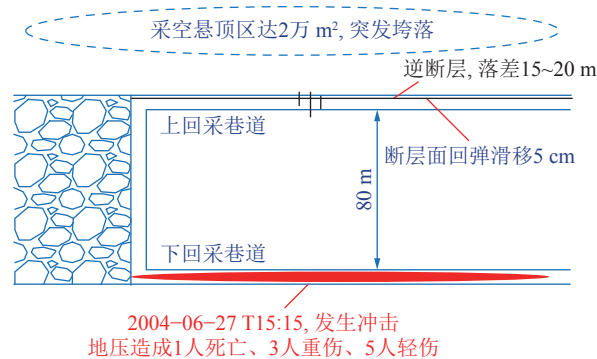 采空悬顶区达2万 m², 突发垮落
逆断层, 落差15~20 m
上回采巷道
断层面回弹滑移5 cm
80 m
下回采巷道
2004−06−27 T15:15, 发生冲击
地压造成1人死亡、3人重伤、5人轻伤